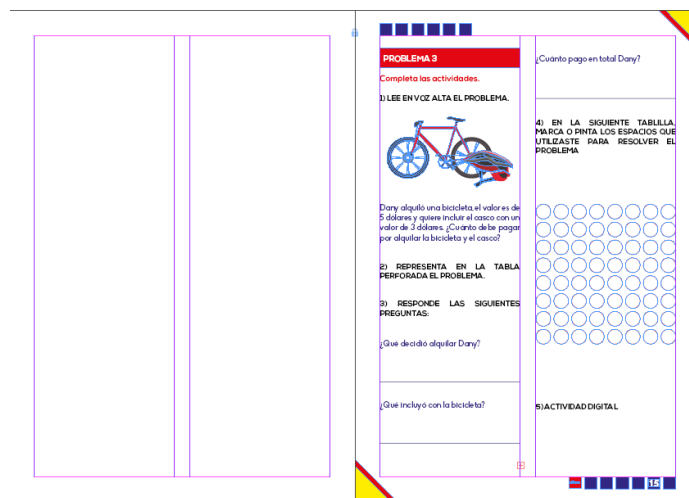 PROBLEMA 3
Completa las actividades.
1) LEE EN VOZ ALTA EL PROBLEMA.
Dany alquiló una bicicleta, el valor es de
5 dólares y quiere incluir el casco con un
valor de 3 dólares. ¿Cuánto debe pagar
por alquilar la bicicleta y el casco?
2) REPRESENTA EN LA TABLA
PERFORADA EL PROBLEMA.
3) RESPONDE LAS SIGUIENTES
PREGUNTAS:
¿Qué decidió alquilar Dany?
¿Qué incluyó con la bicicleta?
¿Cuánto pago en total Dany?
4) EN LA SIGUIENTE TABLILLA,
MARCA O PINTA LOS ESPACIOS QUE
UTILIZASTE PARA RESOLVER EL
PROBLEMA
5) ACTIVIDAD DIGITAL
15